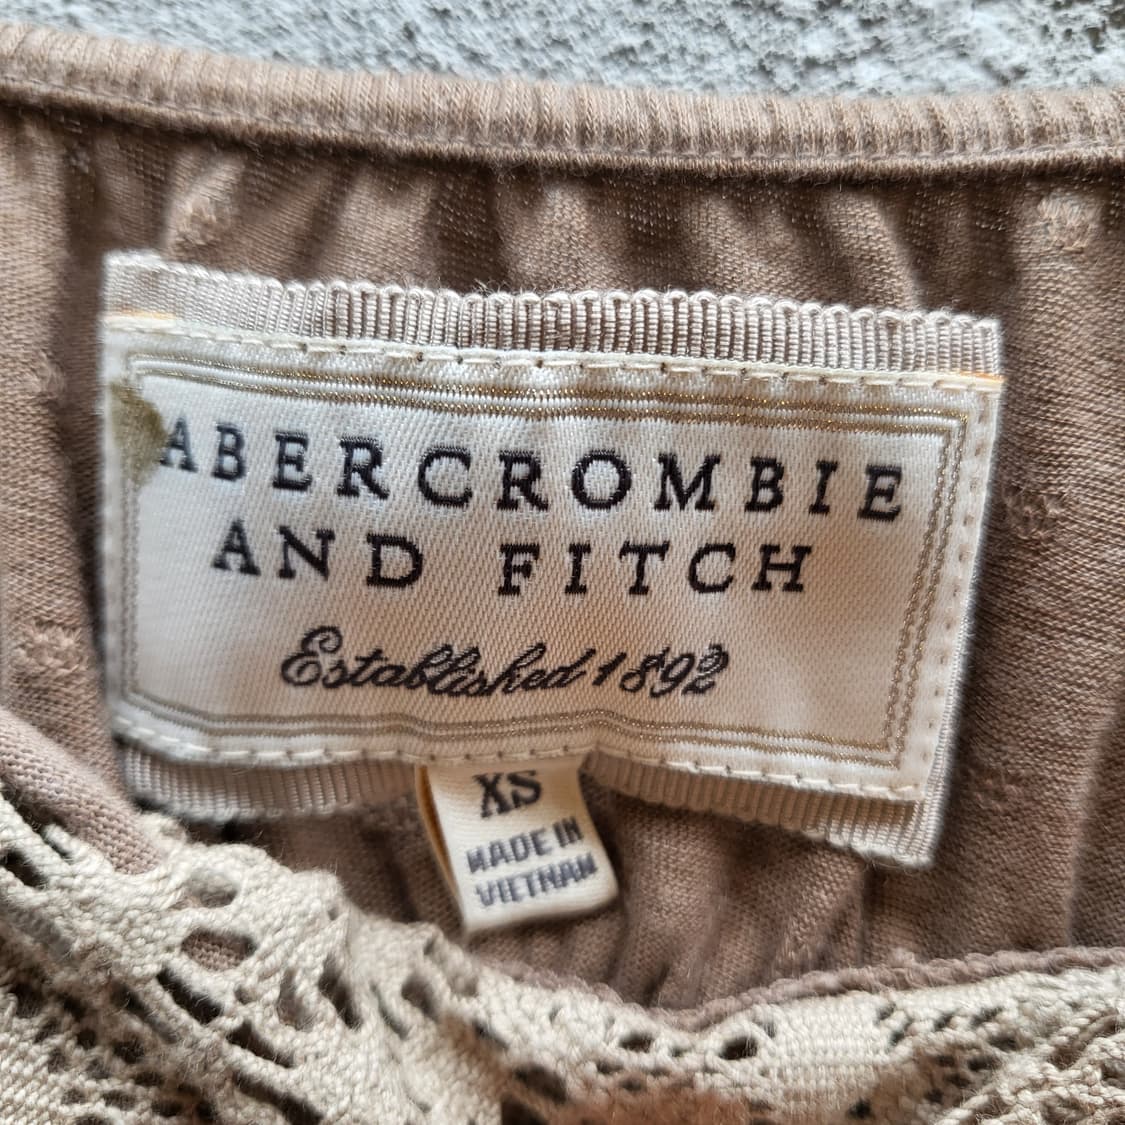 ABERCROMBIE
AND FITCH
Established 1892
XS
MADE IN
VIETNAM